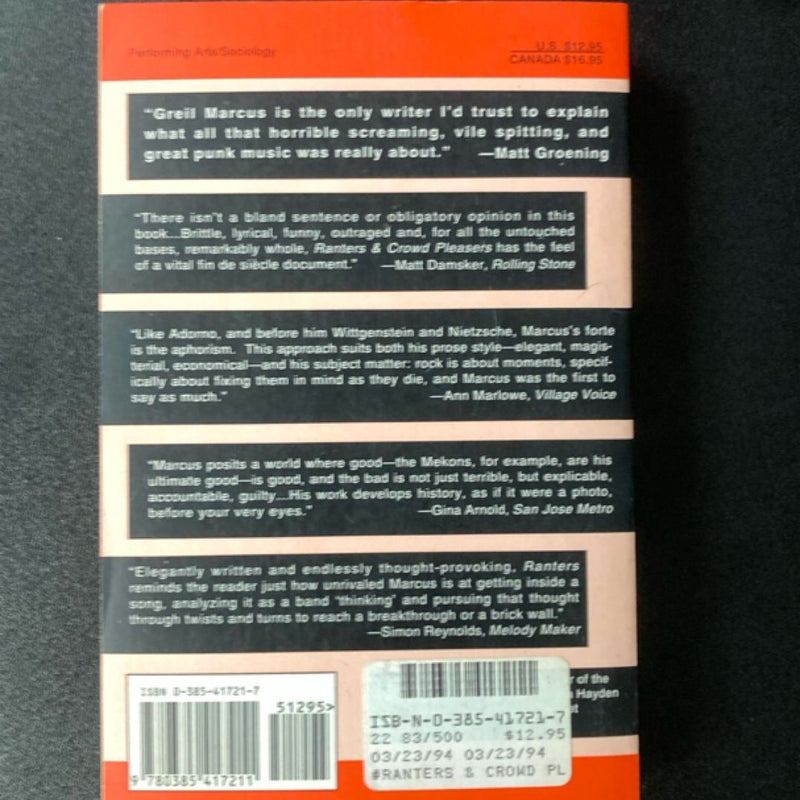 Performing Arts/Sociology
U.S. $12.95
CANADA $16.95
"Greil Marcus is the only writer I'd trust to explain
what all that horrible screaming, vile spitting, and
great punk music was really about." —Matt Groening
"There isn't a bland sentence or obligatory opinion in this
book...Brittle, lyrical, funny, outraged and, for all the untouched
bases, remarkably whole, Ranters & Crowd Pleasers has the feel
of a vital fin de siècle document." —Matt Damsker, Rolling Stone
"Like Adorno, and before him Wittgenstein and Nietzsche, Marcus's forte
is the aphorism. This approach suits both his prose style—elegant, magis-
terial, economical—and his subject matter: rock is about moments, specif-
ically about fixing them in mind as they die, and Marcus was the first to
say as much." —Ann Marlowe, Village Voice
"Marcus posits a world where good—the Mekons, for example, are his
ultimate good—is good, and the bad is not just terrible, but explicable,
accountable, guilty....His work develops history, as if it were a photo,
before your very eyes." —Gina Arnold, San Jose Metro
"Elegantly written and endlessly thought-provoking, Ranters
reminds the reader just how unrivaled Marcus is at getting inside a
song, analyzing it as a band "thinking" and pursuing that thought
through twists and turns to reach a breakthrough or a brick wall."
—Simon Reynolds, Melody Maker
of the
Hayden
ISBN 0-385-41721-7
51295>
9 780385 417211
ISB-N-0-385-41721-7
22 83/500 $12.95
03/23/94 03/23/94
#RANTERS & CROWD PL